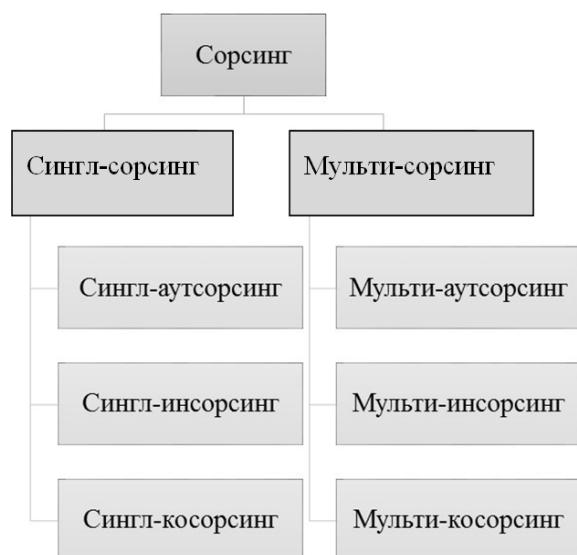 Сорсинг
Сингл-сорсинг
Мульти-сорсинг
Сингл-аутсорсинг
Мульти-аутсорсинг
Сингл-инсорсинг
Мульти-инсорсинг
Сингл-косорсинг
Мульти-косорсинг